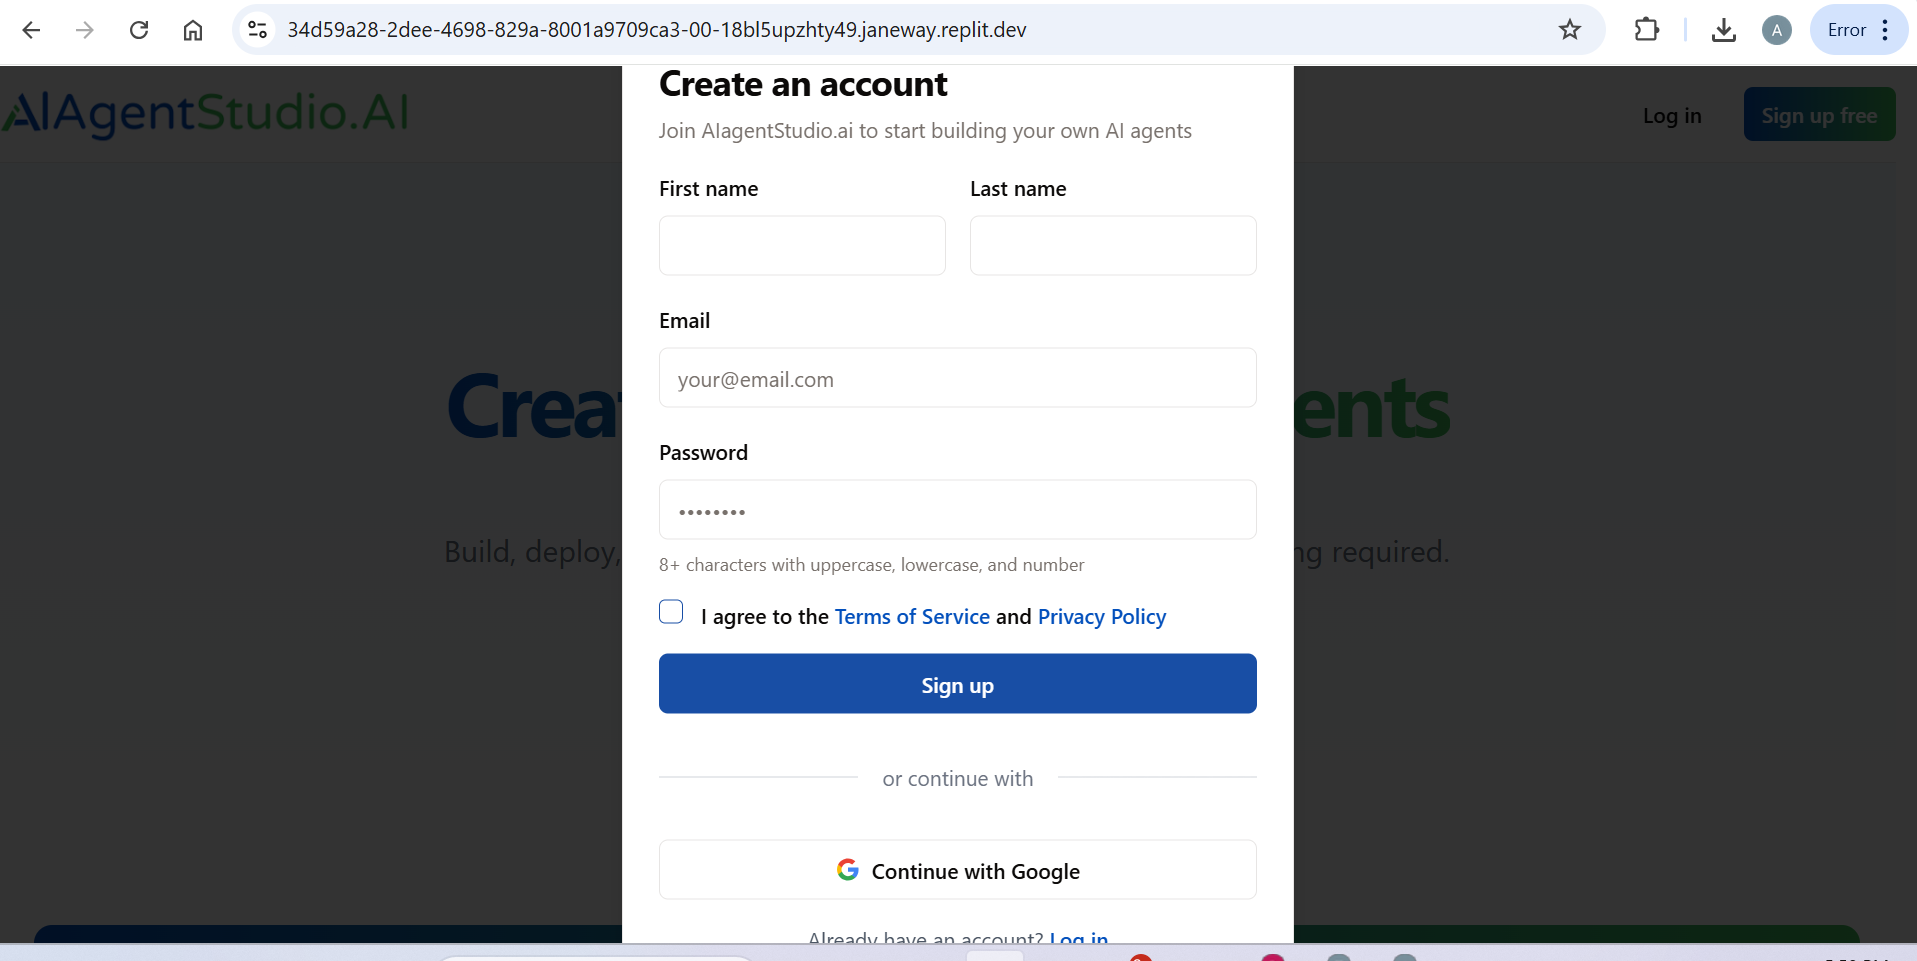 34d59a28-2dee-4698-829a-8001a9709ca3-00-18bl5upzhty49.janeway.replit.dev
A
Error
AIAgentStudio.AI
Log in
Sign up free
Create an account
Join AIagentStudio.ai to start building your own AI agents
First name
Last name
Email
your@email.com
Crea
ents
Password
••••••••
Build, deploy,
ng required.
8+ characters with uppercase, lowercase, and number
I agree to the Terms of Service and Privacy Policy
Sign up
or continue with
Continue with Google
Already have an account? Log in